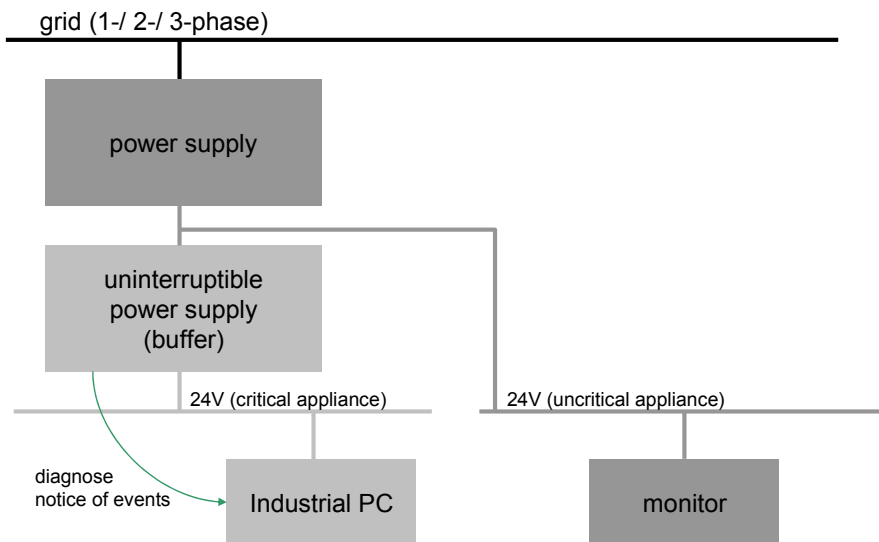 grid (1-/ 2-/ 3-phase)
power supply
uninterruptible
power supply
(buffer)
24V (critical appliance)
24V (uncritical appliance)
diagnose
notice of events
Industrial PC
monitor